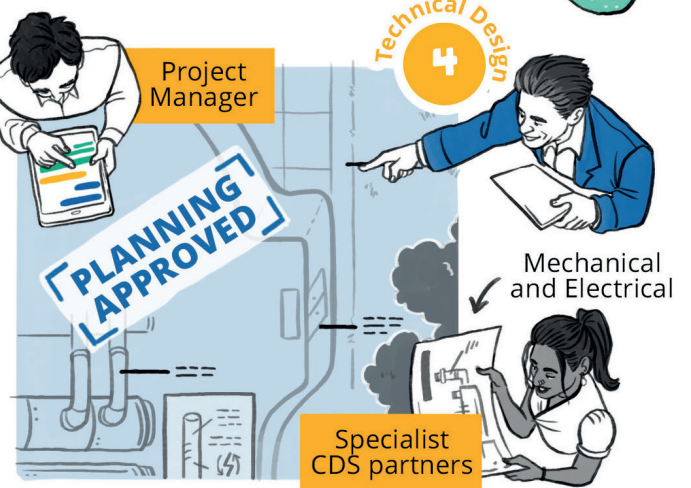 Technical Design
4
Project
Manager
PLANNING
APPROVED
Mechanical
and Electrical
Specialist
CDS partners